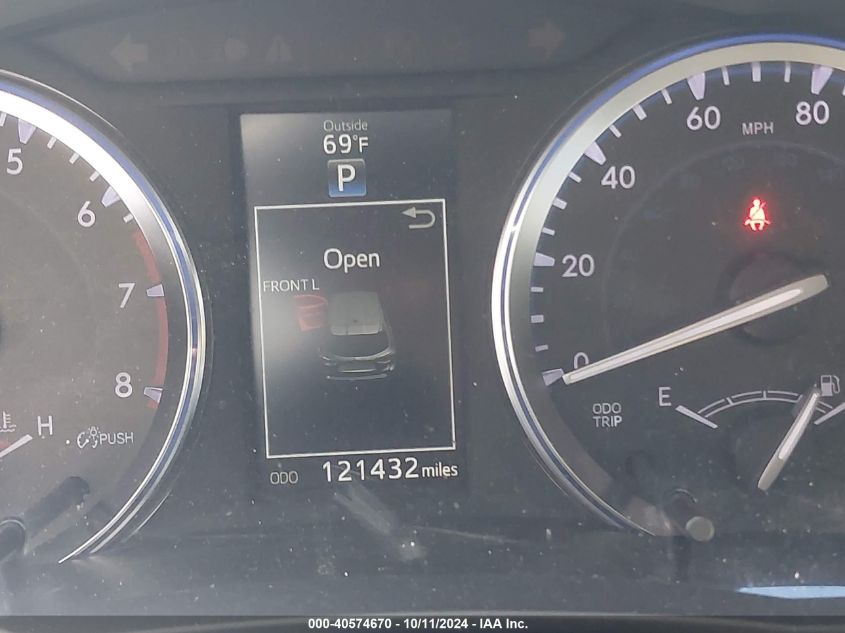 Outside
69°F
P
Open
FRONT L
ODO 121432 miles
5
6
7
8
H
PUSH
0
20
40
60
80
MPH
ODO
TRIP
E
000-40574670 - 10/11/2024 - IAA Inc.